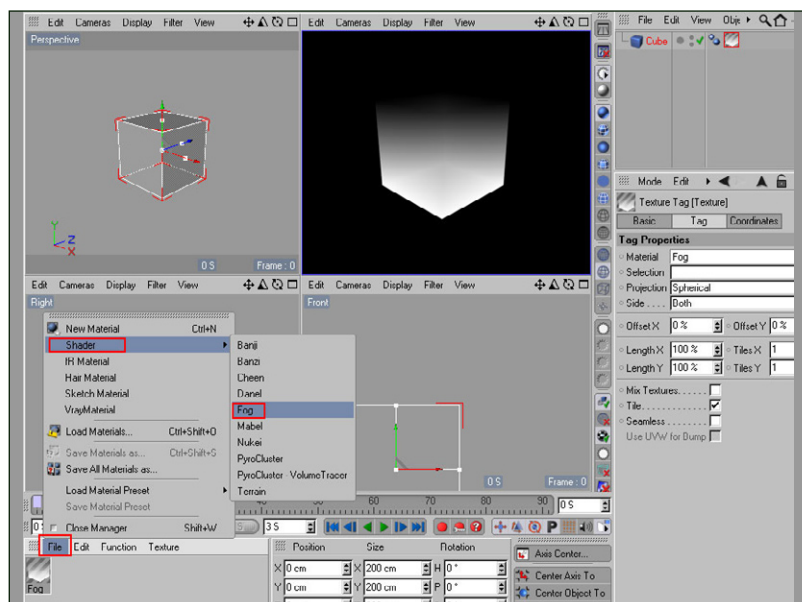 Edit Cameras Display Filter View
Edit Cameras Display Filter View
File Edit View Obje
Perspective
Cube
Y
Z
X
0 S Frame : 0
Mode Edit
Texture Tag [Texture]
Basic Tag Coordinates
Tag Properties
Material Fog
Selection
Projection Spherical
Side . . . . Both
Offset X 0 % Offset Y 0 %
Length X 100 % Tiles X 1
Length Y 100 % Tiles Y 1
Mix Textures. . . . . .
Tile. . . . . . . . . . . . .
Seamless . . . . . . . .
Use UVW for Bump
Edit Cameras Display Filter View
Edit Cameras Display Filter View
Right
Front
New Material Ctrl+N
Shader
IR Material
Hair Material
Sketch Material
VrayMaterial
Load Materials... Ctrl+Shift+O
Save Materials as... Ctrl+Shift+S
Save All Materials as...
Load Material Preset
Save Material Preset
Close Manager Shift+W
Banji
Banzi
Cheen
Danel
Fog
Mabel
Nukei
PyroCluster
PyroCluster - VolumeTracer
Terrain
0 S Frame : 0
60 70 80 90 0 S
3 S
File Edit Function Texture
Fog
Position Size Rotation
X 0 cm X 200 cm H 0 °
Y 0 cm Y 200 cm P 0 °
Axis Center...
Center Axis To
Center Object To